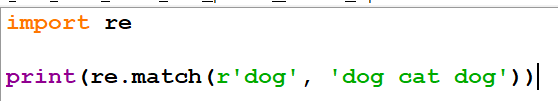 import re
print(re.match(r'dog', 'dog cat dog'))